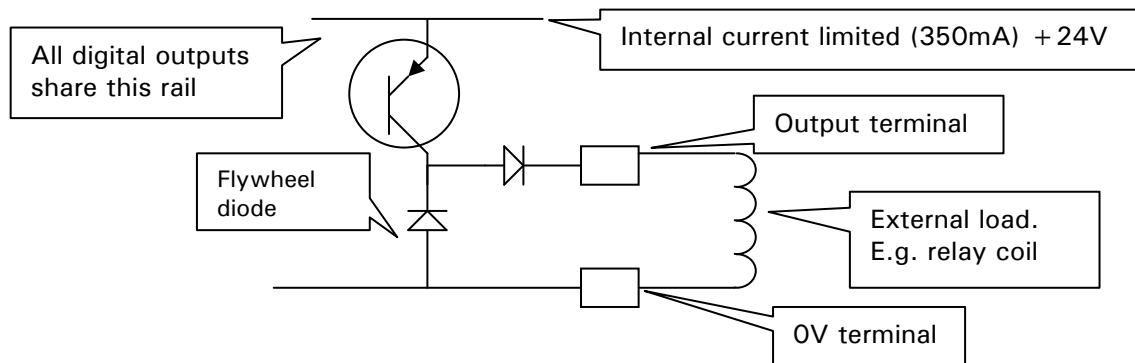 All digital outputs
share this rail
Internal current limited (350mA) +24V
Output terminal
Flywheel
diode
External load.
E.g. relay coil
0V terminal